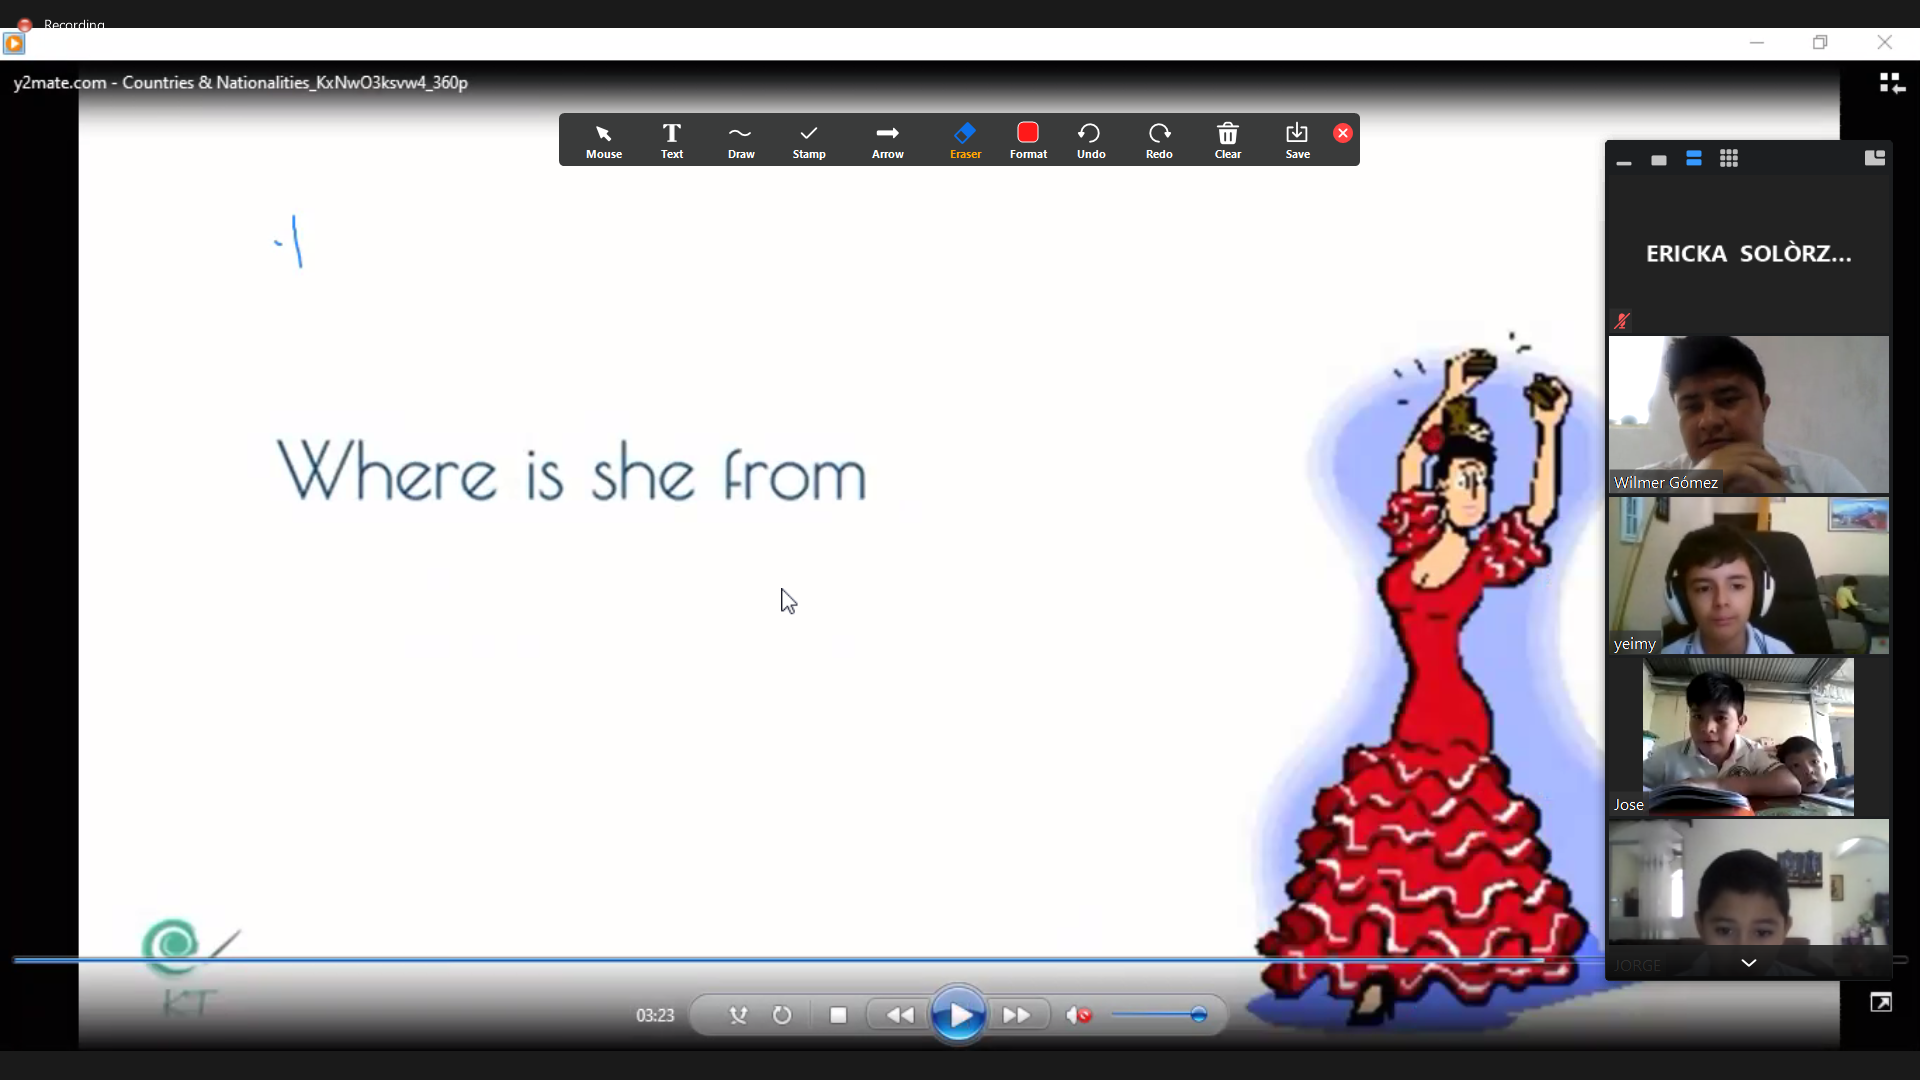 Recording
y2mate.com - Countries & Nationalities_KxNwO3ksvw4_360p
Mouse
Text
Draw
Stamp
Arrow
Eraser
Format
Undo
Redo
Clear
Save
Where is she from
ERICKA SOLÒRZ...
Wilmer Gómez
yeimy
Jose
JORGE
KT
03:23